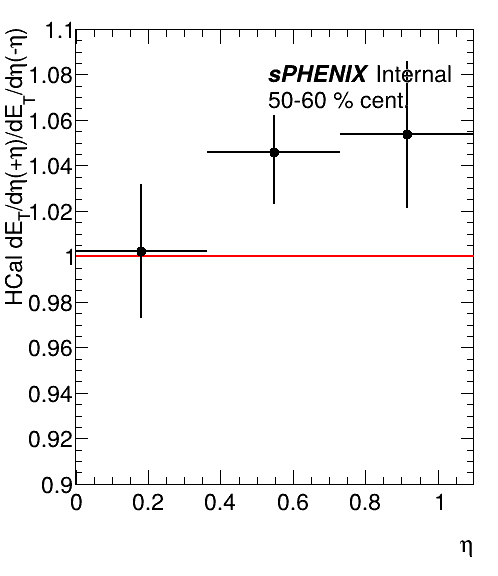 HCal dE_T/dη(+η)/dE_T/dη(-η)
sPHENIX Internal
50-60 % cent.
1.1
1.08
1.06
1.04
1.02
1
0.98
0.96
0.94
0.92
0.9
0 0.2 0.4 0.6 0.8 1
η